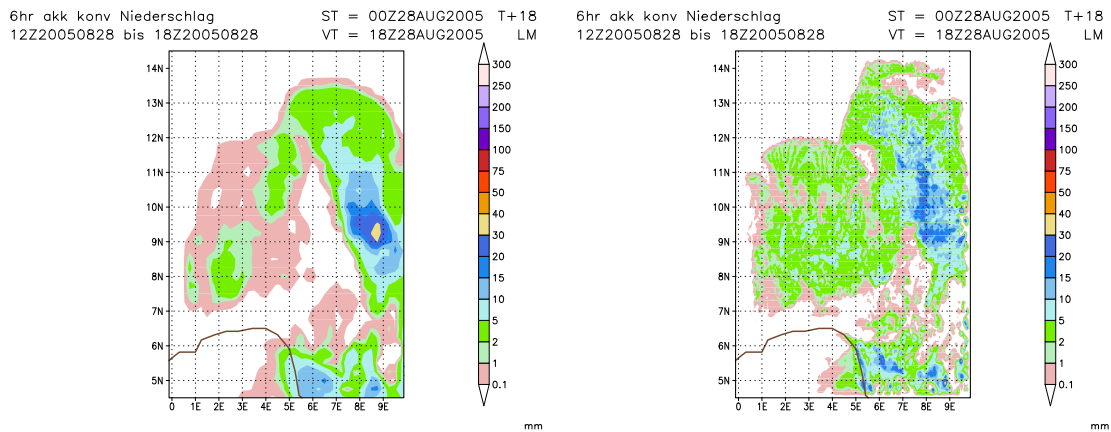 6hr akk konv Niederschlag ST = 00Z28AUG2005 T+18
12Z20050828 bis 18Z20050828 VT = 18Z28AUG2005 LM
14N
13N
12N
11N
10N
9N
8N
7N
6N
5N
0 1E 2E 3E 4E 5E 6E 7E 8E 9E
300
250
200
150
100
75
50
40
30
20
15
10
5
2
1
0.1
mm
6hr akk konv Niederschlag ST = 00Z28AUG2005 T+18
12Z20050828 bis 18Z20050828 VT = 18Z28AUG2005 LM
14N
13N
12N
11N
10N
9N
8N
7N
6N
5N
0 1E 2E 3E 4E 5E 6E 7E 8E 9E
300
250
200
150
100
75
50
40
30
20
15
10
5
2
1
0.1
mm